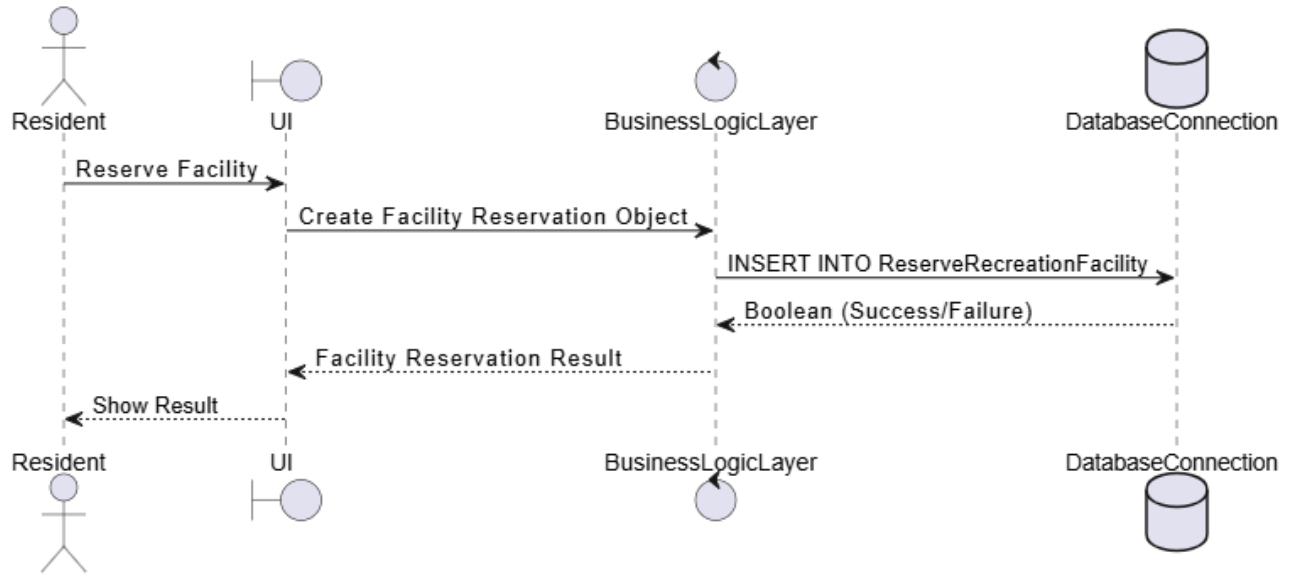 Resident
UI
BusinessLogicLayer
DatabaseConnection
Reserve Facility
Create Facility Reservation Object
INSERT INTO ReserveRecreationFacility
Boolean (Success/Failure)
Facility Reservation Result
Show Result
Resident
UI
BusinessLogicLayer
DatabaseConnection